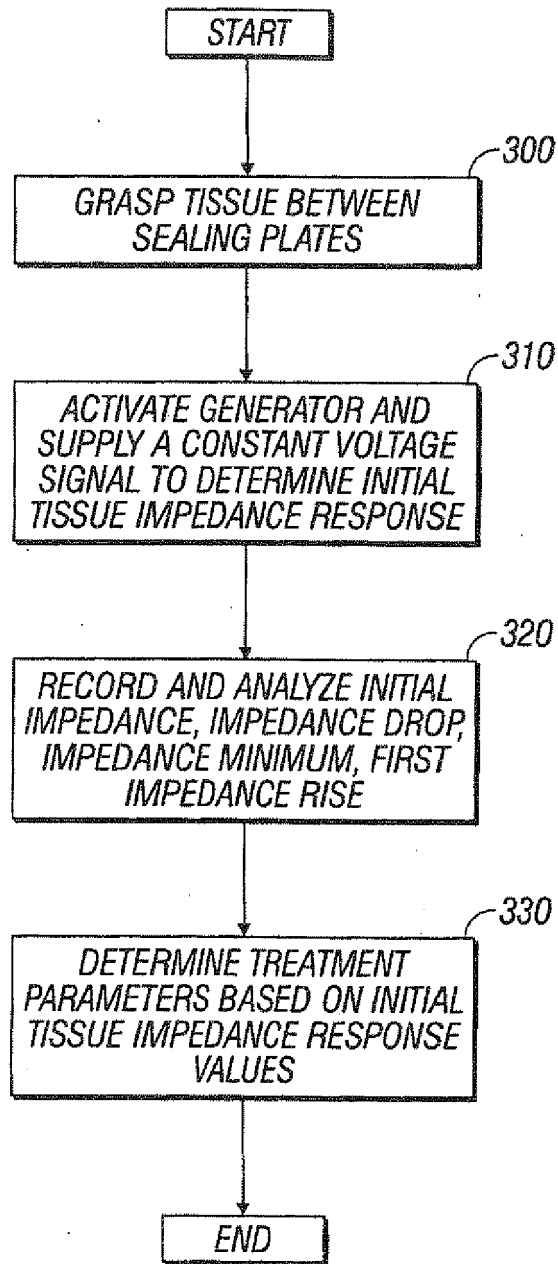 START
300
GRASP TISSUE BETWEEN
SEALING PLATES
310
ACTIVATE GENERATOR AND
SUPPLY A CONSTANT VOLTAGE
SIGNAL TO DETERMINE INITIAL
TISSUE IMPEDANCE RESPONSE
320
RECORD AND ANALYZE INITIAL
IMPEDANCE, IMPEDANCE DROP,
IMPEDANCE MINIMUM, FIRST
IMPEDANCE RISE
330
DETERMINE TREATMENT
PARAMETERS BASED ON INITIAL
TISSUE IMPEDANCE RESPONSE
VALUES
END